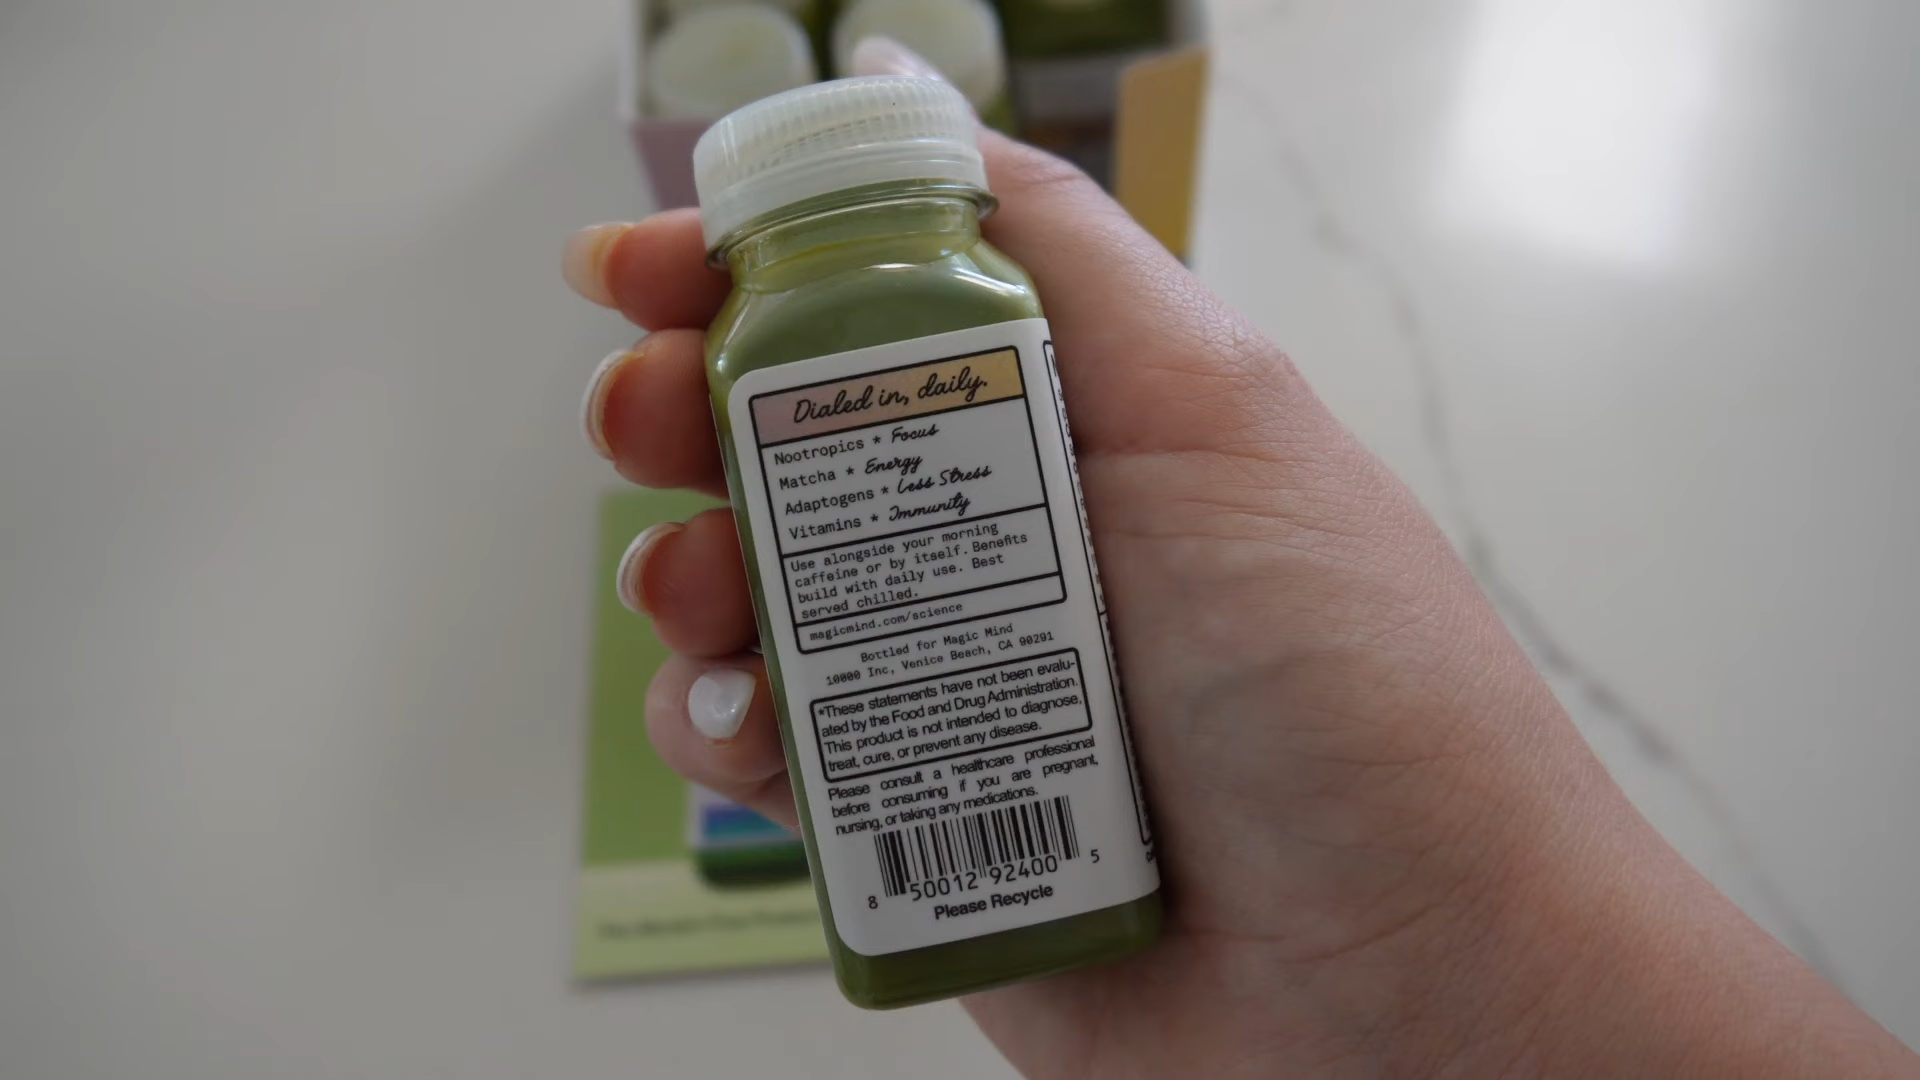 Dialed in, daily.
Nootropics * Focus
Matcha * Energy
Adaptogens * Less Stress
Vitamins * Immunity
Use alongside your morning
caffeine or by itself. Benefits
build with daily use. Best
served chilled.
magicmind.com/science
Bottled for Magic Mind
10000 Inc, Venice Beach, CA 90291
*These statements have not been evalu-
ated by the Food and Drug Administration.
This product is not intended to diagnose,
treat, cure, or prevent any disease.
Please consult a healthcare professional
before consuming if you are pregnant,
nursing, or taking any medications.
8 50012 92400 5
Please Recycle